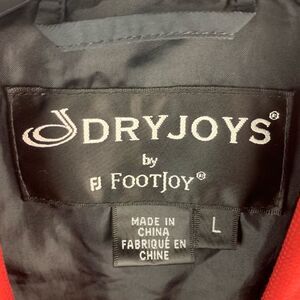 DRYJOYS®
by
FJ FOOTJOY®
MADE IN
CHINA
FABRIQUÉ EN
CHINE
L